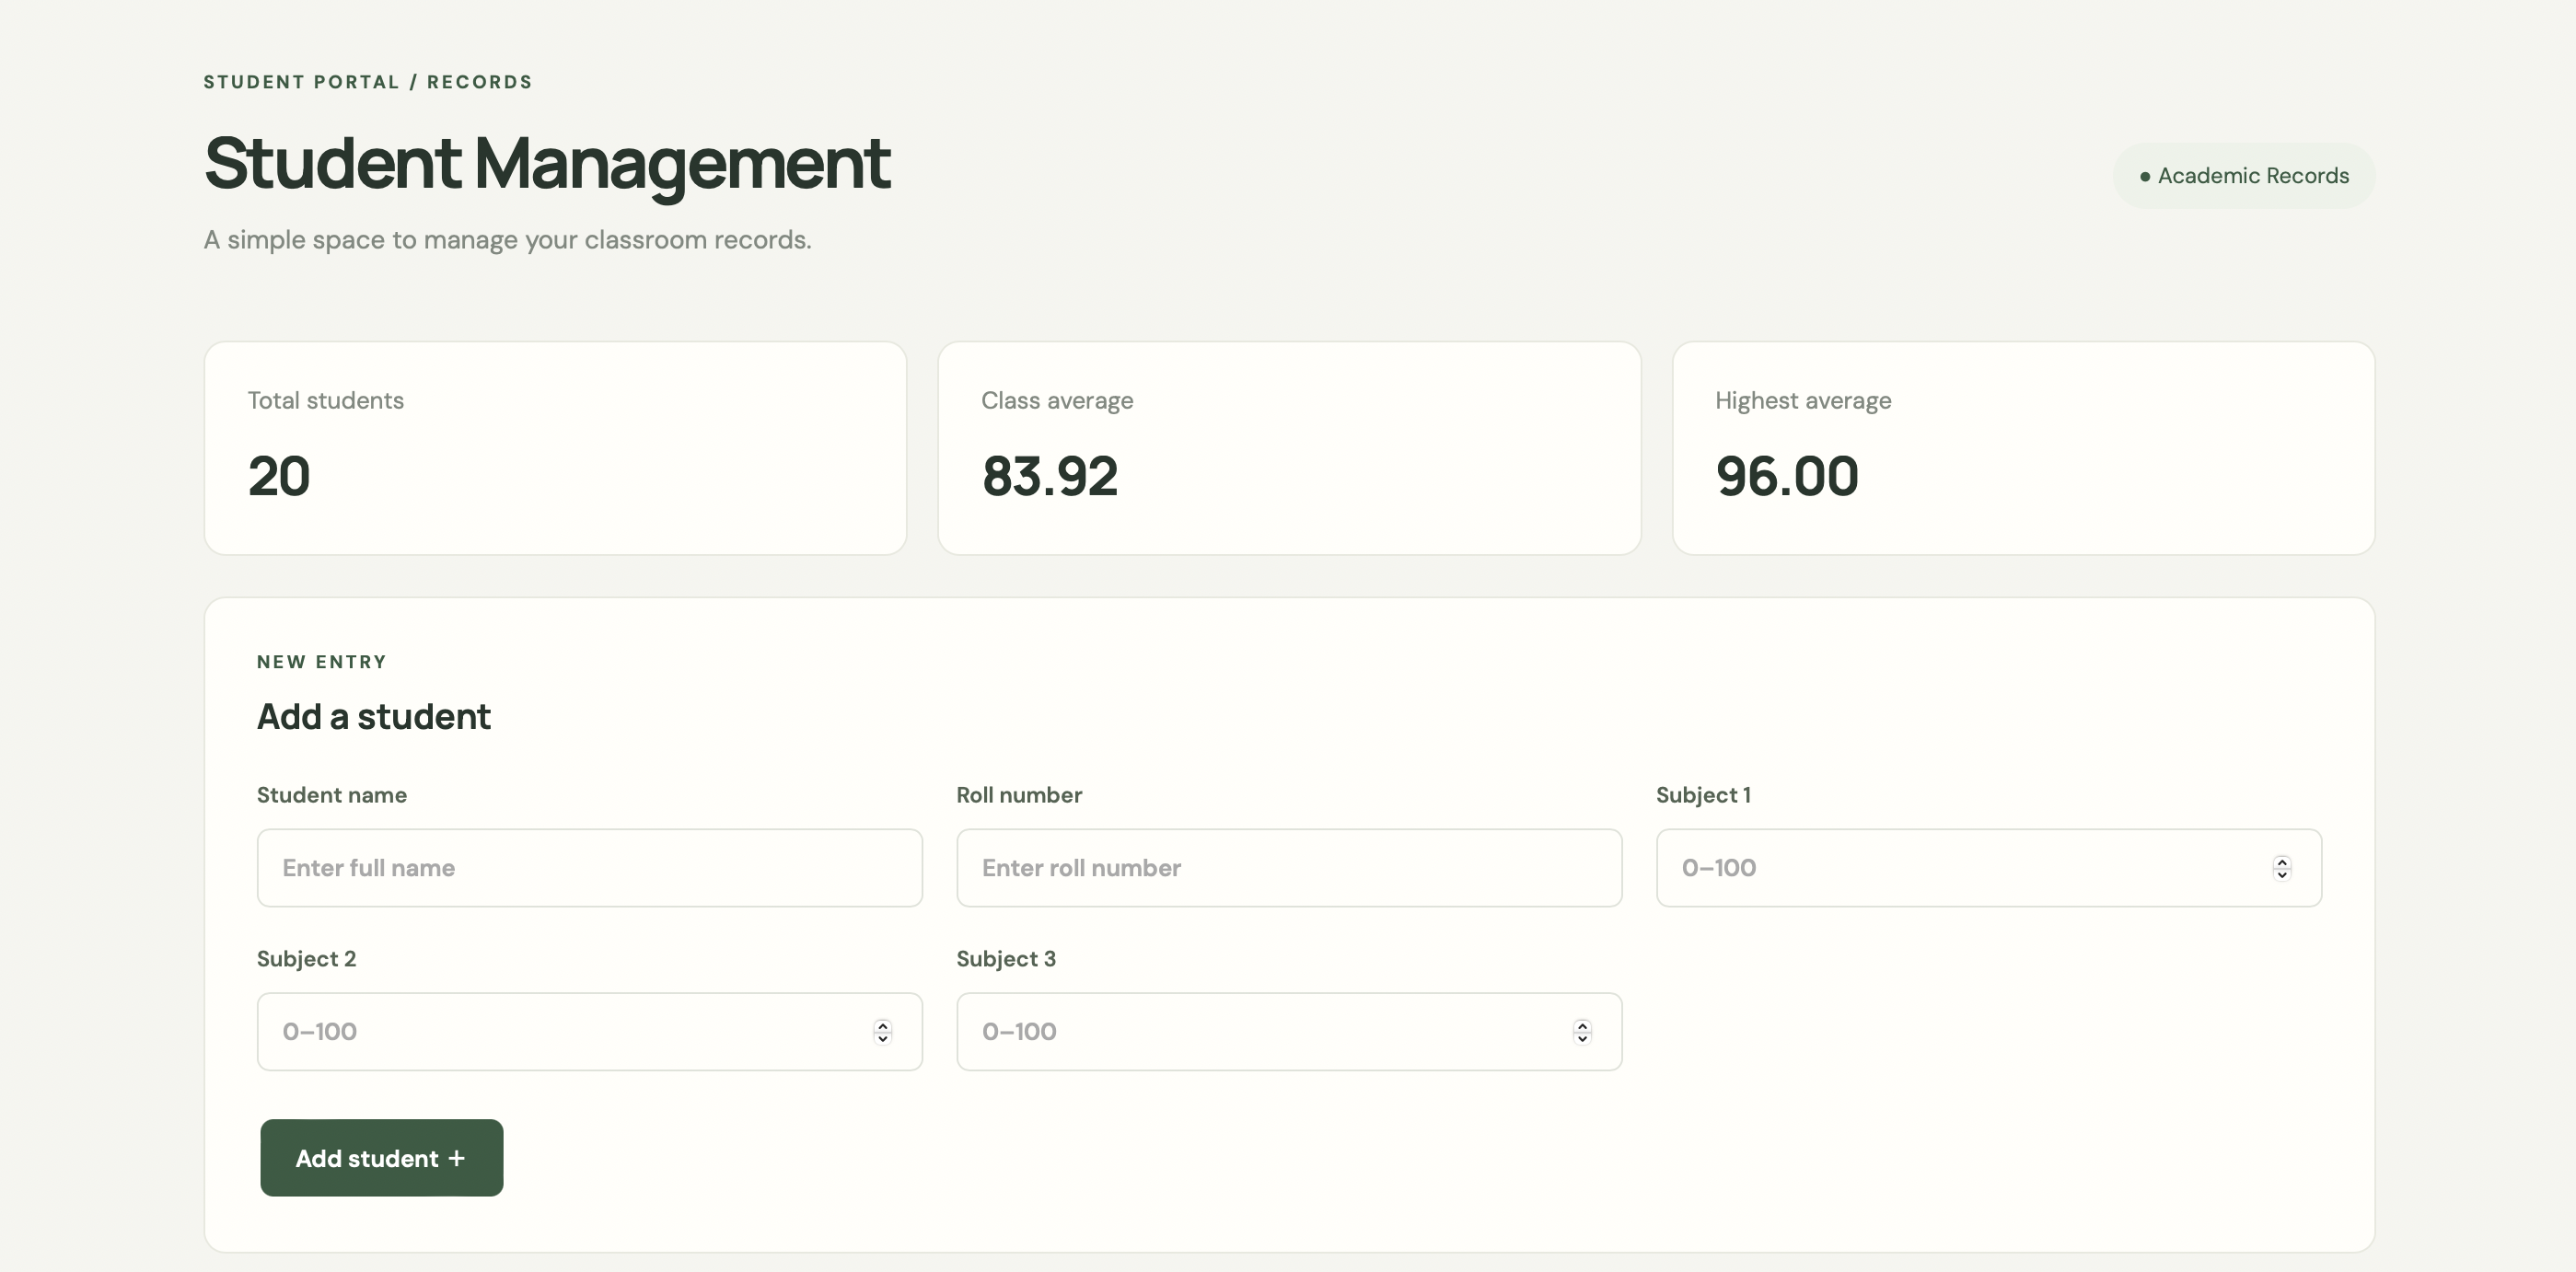 STUDENT PORTAL / RECORDS
Student Management
• Academic Records
A simple space to manage your classroom records.
Total students
20
Class average
83.92
Highest average
96.00
NEW ENTRY
Add a student
Student name
Enter full name
Roll number
Enter roll number
Subject 1
0–100
Subject 2
0–100
Subject 3
0–100
Add student +